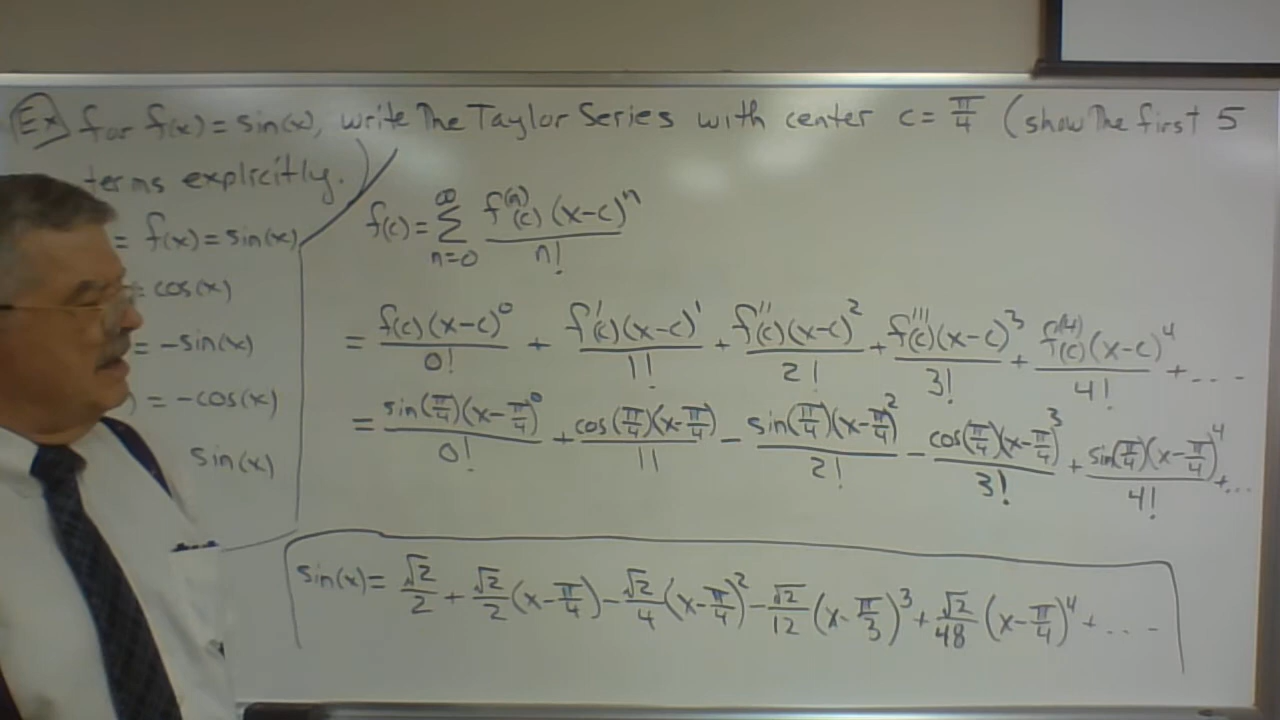 Ex) for f(x) = sin(x), write The Taylor Series with center c = π/4 (show The first 5
terms explicitly.)
= f(x) = sin(x)
= cos(x)
= -sin(x)
) = -cos(x)
sin(x)
f(c) = ∑_{n=0}^{∞} f^{(n)}(c) (x-c)^n / n!
= f(c)(x-c)^0 / 0! + f'(c)(x-c)^1 / 1! + f''(c)(x-c)^2 / 2! + f'''(c)(x-c)^3 / 3! + f^{(4)}(c)(x-c)^4 / 4! + ....
= sin(π/4)(x-π/4)^0 / 0! + cos(π/4)(x-π/4) / 1! - sin(π/4)(x-π/4)^2 / 2! - cos(π/4)(x-π/4)^3 / 3! + sin(π/4)(x-π/4)^4 / 4! + ...
sin(x) = √2/2 + √2/2 (x-π/4) - √2/4 (x-π/4)^2 - √2/12 (x-π/3)^3 + √2/48 (x-π/4)^4 + ....